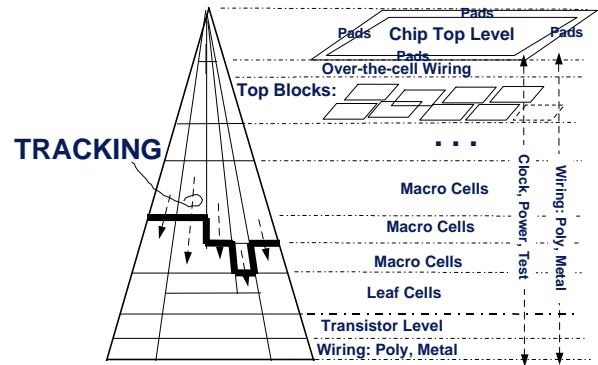 Pads
Pads
Chip Top Level
Pads
Pads
Over-the-cell Wiring
Top Blocks:
. . .
TRACKING
Macro Cells
Macro Cells
Macro Cells
Leaf Cells
Transistor Level
Wiring: Poly, Metal
Clock, Power, Test
Wiring: Poly, Metal